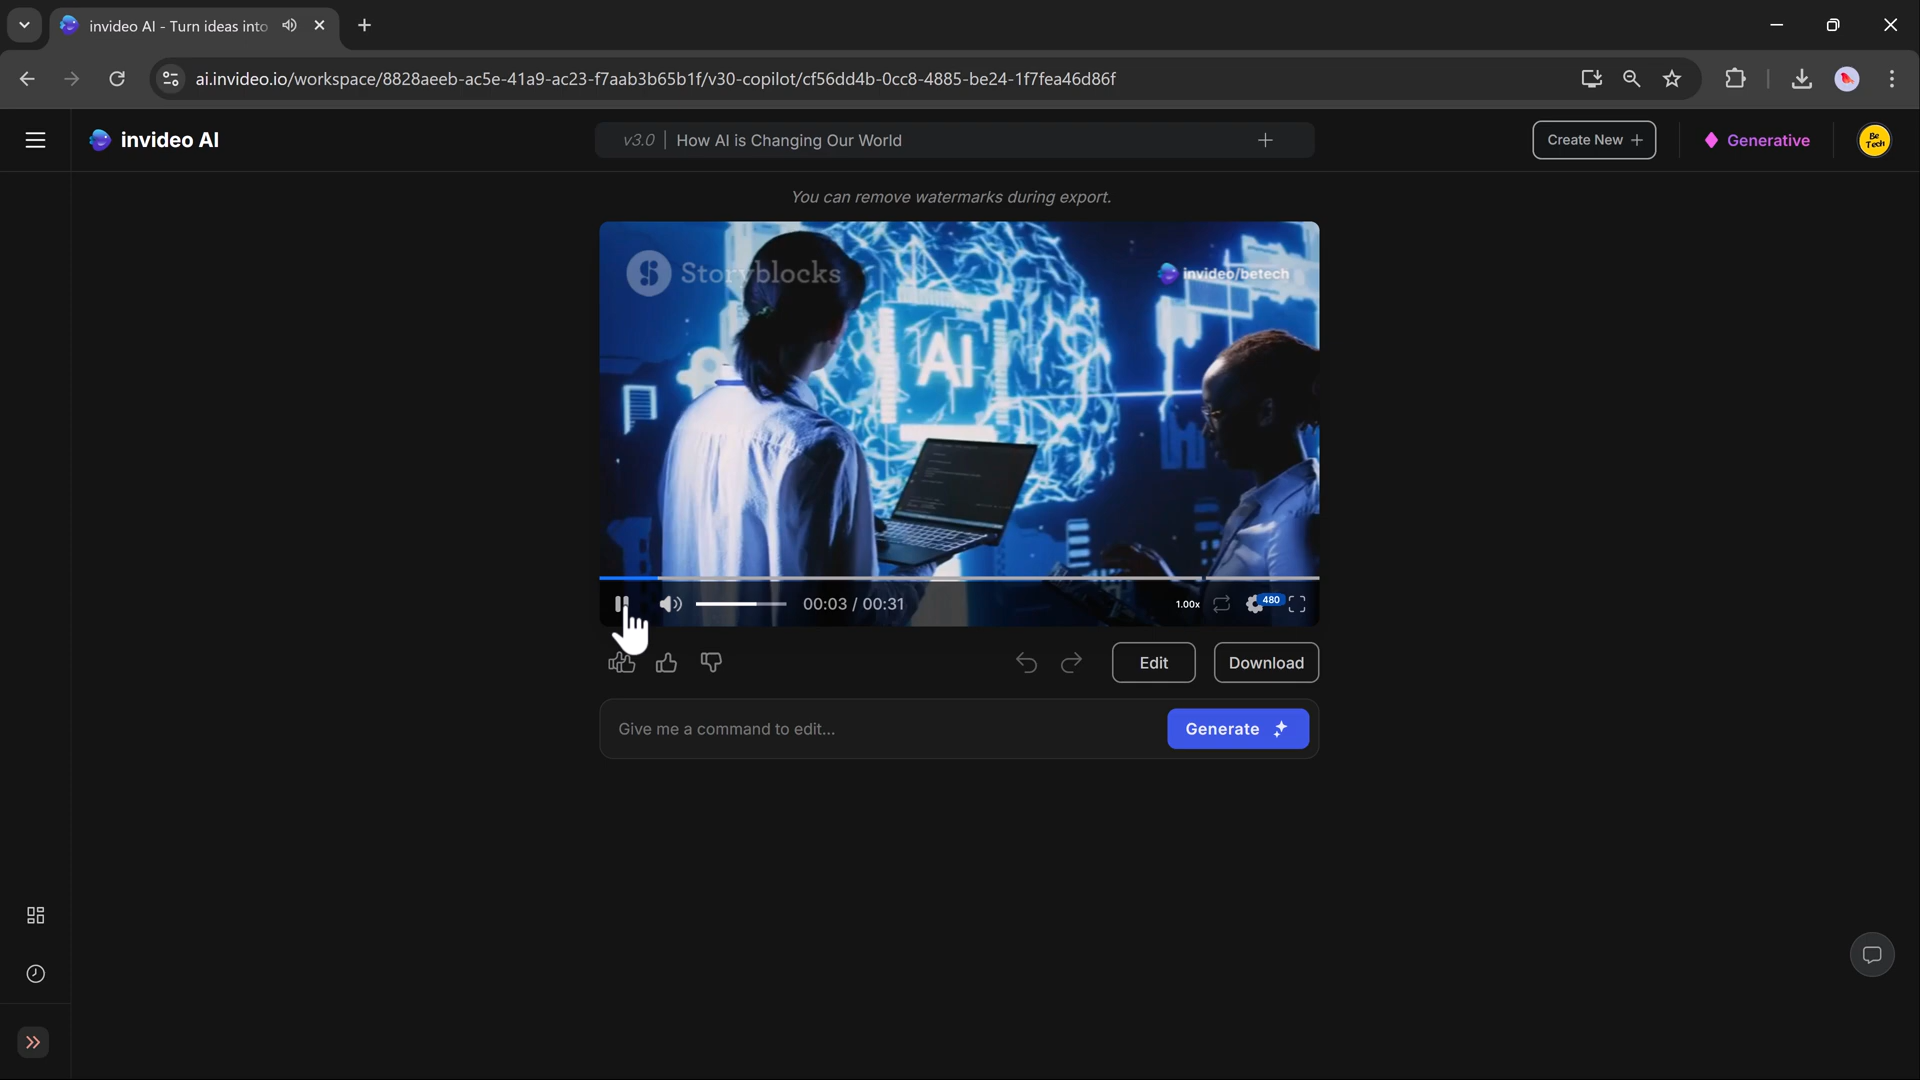 invideo AI - Turn ideas into
ai.invideo.io/workspace/8828aeeb-ac5e-41a9-ac23-f7aab3b65b1f/v30-copilot/cf56dd4b-0cc8-4885-be24-1f7fea46d86f
invideo AI
v3.0 | How AI is Changing Our World
Create New +
Generative
Be
Tech
You can remove watermarks during export.
Storyblocks
invideo/betech
AI
00:03 / 00:31
1.00x
480
Edit
Download
Give me a command to edit...
Generate